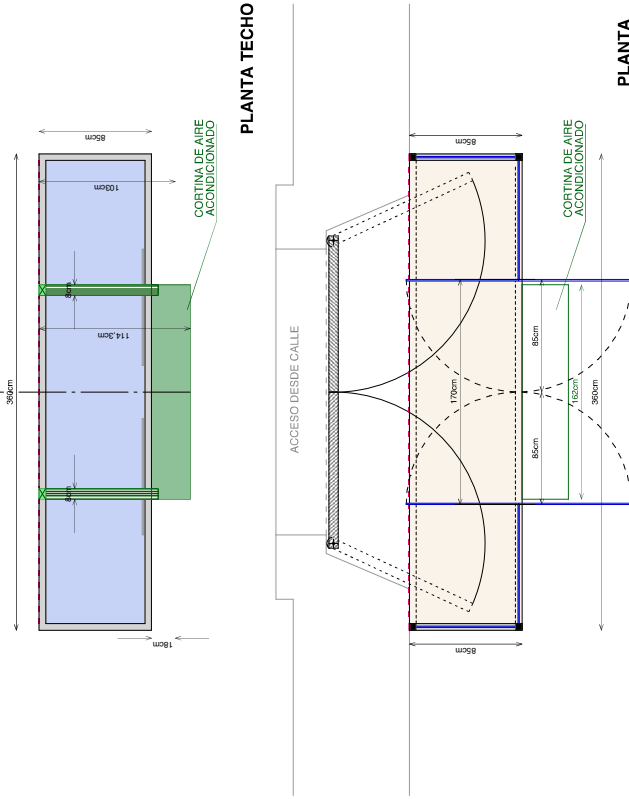 PLANTA TECHO
85cm
103cm
CORTINA DE AIRE
ACONDICIONADO
8cm
114,3cm
360cm
8cm
18cm
ACCESO DESDE CALLE
PLANTA
85cm
CORTINA DE AIRE
ACONDICIONADO
85cm
170cm
162cm
360cm
85cm
85cm